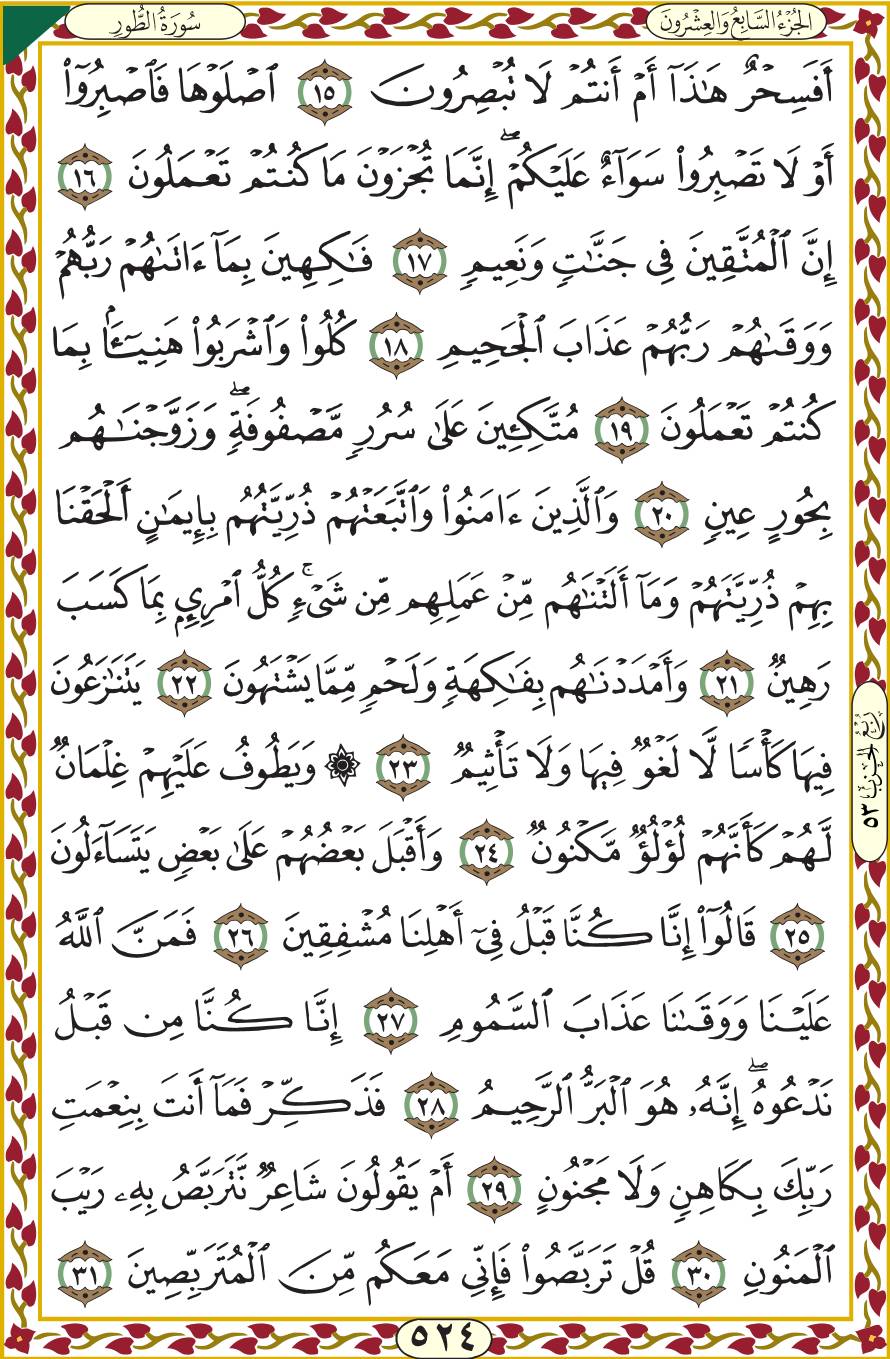 الجُزْءُ السَّابِعُ وَالعِشْرُونَ
سُورَةُ الطُّورِ
أَفَسِحْرٌ هَٰذَآ أَمْ أَنتُمْ لَا تُبْصِرُونَ ١٥ ٱصْلَوْهَا فَٱصْبِرُوٓا۟
أَوْ لَا تَصْبِرُوا۟ سَوَآءٌ عَلَيْكُمْ ۖ إِنَّمَا تُجْزَوْنَ مَا كُنتُمْ تَعْمَلُونَ ١٦
إِنَّ ٱلْمُتَّقِينَ فِى جَنَّٰتٍ وَنَعِيمٍ ١٧ فَٰكِهِينَ بِمَآ ءَاتَىٰهُمْ رَبُّهُمْ
وَوَقَىٰهُمْ رَبُّهُمْ عَذَابَ ٱلْجَحِيمِ ١٨ كُلُوا۟ وَٱشْرَبُوا۟ هَنِيٓـًٔۢا بِمَا
كُنتُمْ تَعْمَلُونَ ١٩ مُتَّكِـِٔينَ عَلَىٰ سُرُرٍ مَّصْفُوفَةٍ ۖ وَزَوَّجْنَٰهُم
بِحُورٍ عِينٍ ٢٠ وَٱلَّذِينَ ءَامَنُوا۟ وَٱتَّبَعَتْهُمْ ذُرِّيَّتُهُم بِإِيمَٰنٍ أَلْحَقْنَا
بِهِمْ ذُرِّيَّتَهُمْ وَمَآ أَلَتْنَٰهُم مِّنْ عَمَلِهِم مِّن شَىْءٍ ۚ كُلُّ ٱمْرِئٍۭ بِمَا كَسَبَ
رَهِينٌ ٢١ وَأَمْدَدْنَٰهُم بِفَٰكِهَةٍ وَلَحْمٍ مِّمَّا يَشْتَهُونَ ٢٢ يَتَنَٰزَعُونَ
فِيهَا كَأْسًا لَّا لَغْوٌ فِيهَا وَلَا تَأْثِيمٌ ٢٣ ۞ وَيَطُوفُ عَلَيْهِمْ غِلْمَانٌ
لَّهُمْ كَأَنَّهُمْ لُؤْلُؤٌ مَّكْنُونٌ ٢٤ وَأَقْبَلَ بَعْضُهُمْ عَلَىٰ بَعْضٍ يَتَسَآءَلُونَ
٢٥ قَالُوٓا۟ إِنَّا كُنَّا قَبْلُ فِىٓ أَهْلِنَا مُشْفِقِينَ ٢٦ فَمَنَّ ٱللَّهُ
عَلَيْنَا وَوَقَىٰنَا عَذَابَ ٱلسَّمُومِ ٢٧ إِنَّا كُنَّا مِن قَبْلُ
نَدْعُوهُ ۖ إِنَّهُۥ هُوَ ٱلْبَرُّ ٱلرَّحِيمُ ٢٨ فَذَكِّرْ فَمَآ أَنتَ بِنِعْمَتِ
رَبِّكَ بِكَاهِنٍ وَلَا مَجْنُونٍ ٢٩ أَمْ يَقُولُونَ شَاعِرٌ نَّتَرَبَّصُ بِهِۦ رَيْبَ
ٱلْمَنُونِ ٣٠ قُلْ تَرَبَّصُوا۟ فَإِنِّى مَعَكُم مِّنَ ٱلْمُتَرَبِّصِينَ ٣١
رُبْعُ الحِزْبِ ٥٣
٥٢٤